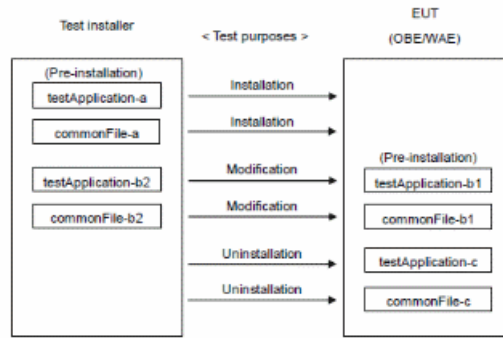 Test installer
< Test purposes >
EUT
(OBE/WAE)
(Pre-installation)
testApplication-a
Installation
commonFile-a
Installation
(Pre-installation)
testApplication-b2
Modification
testApplication-b1
commonFile-b2
Modification
commonFile-b1
Uninstallation
testApplication-c
Uninstallation
commonFile-c